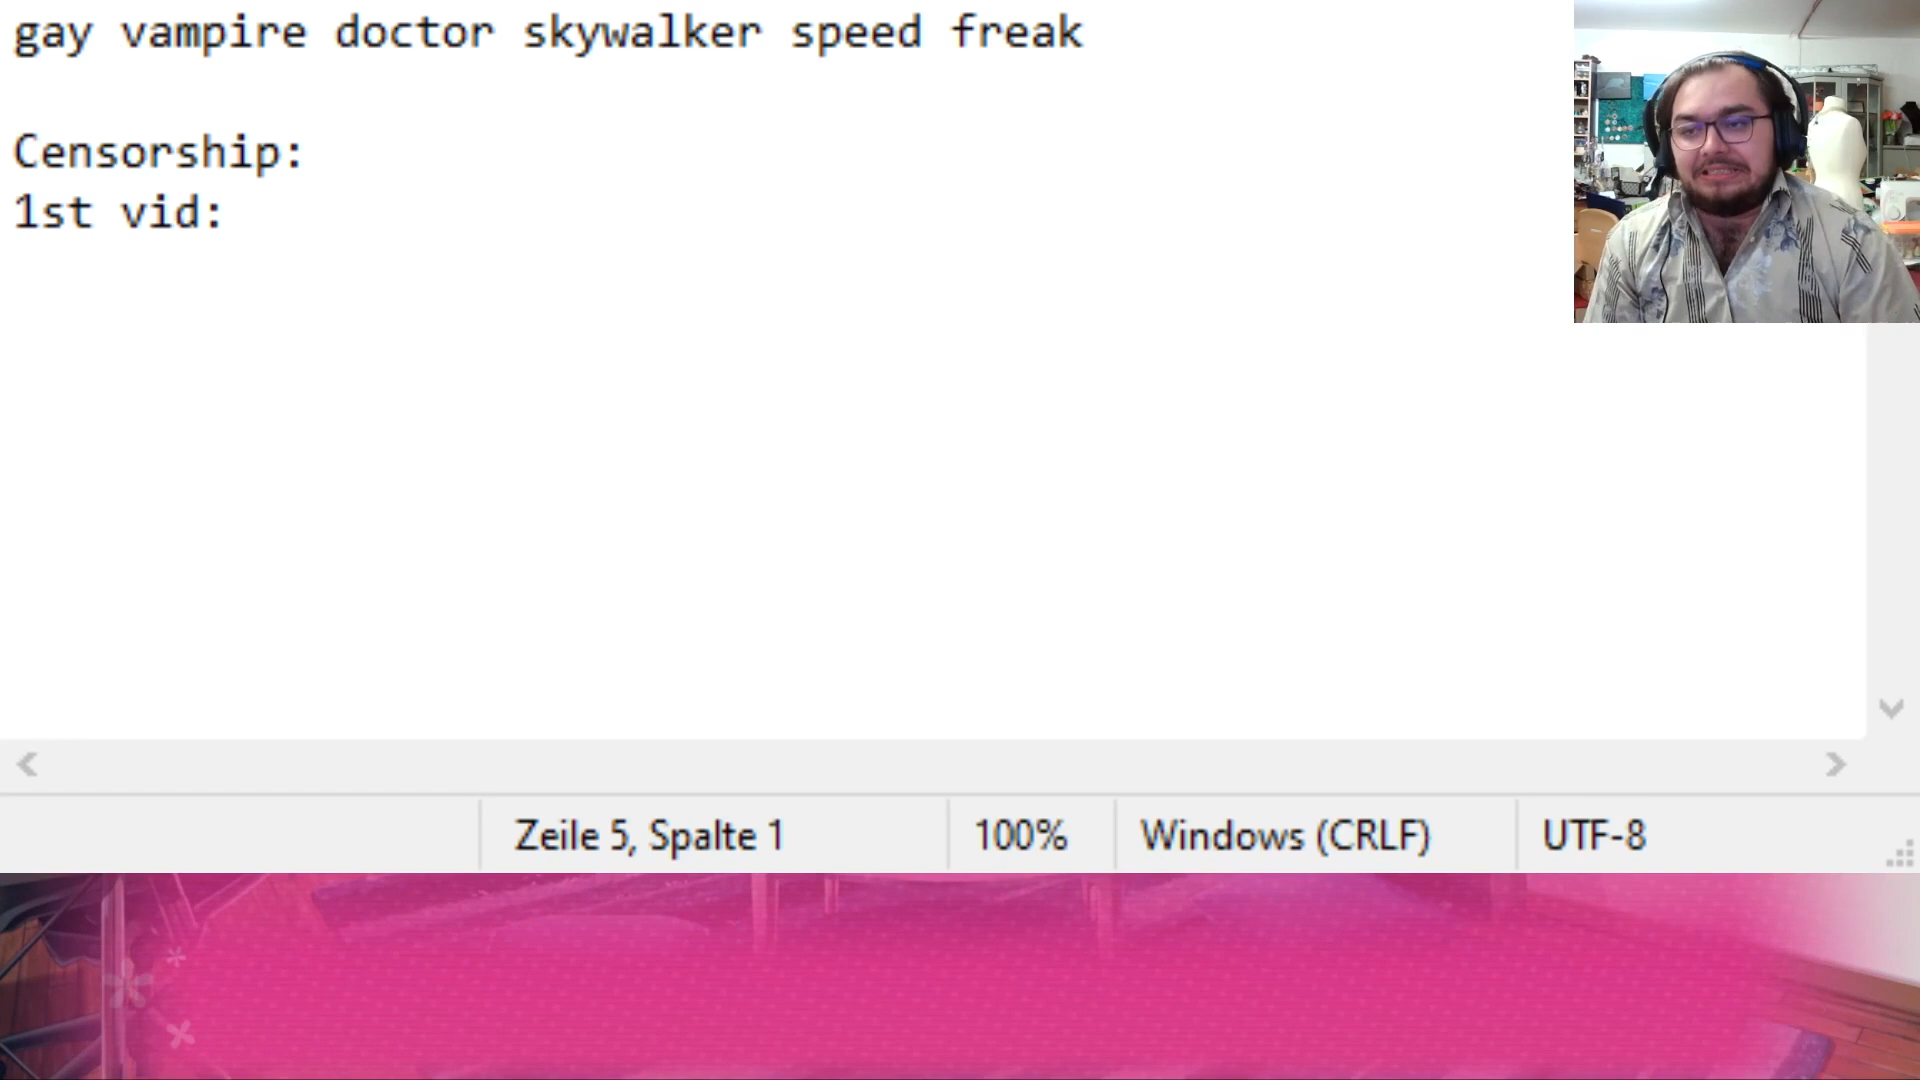 gay vampire doctor skywalker speed freak
Censorship:
1st vid:
Zeile 5, Spalte 1
100%
Windows (CRLF)
UTF-8